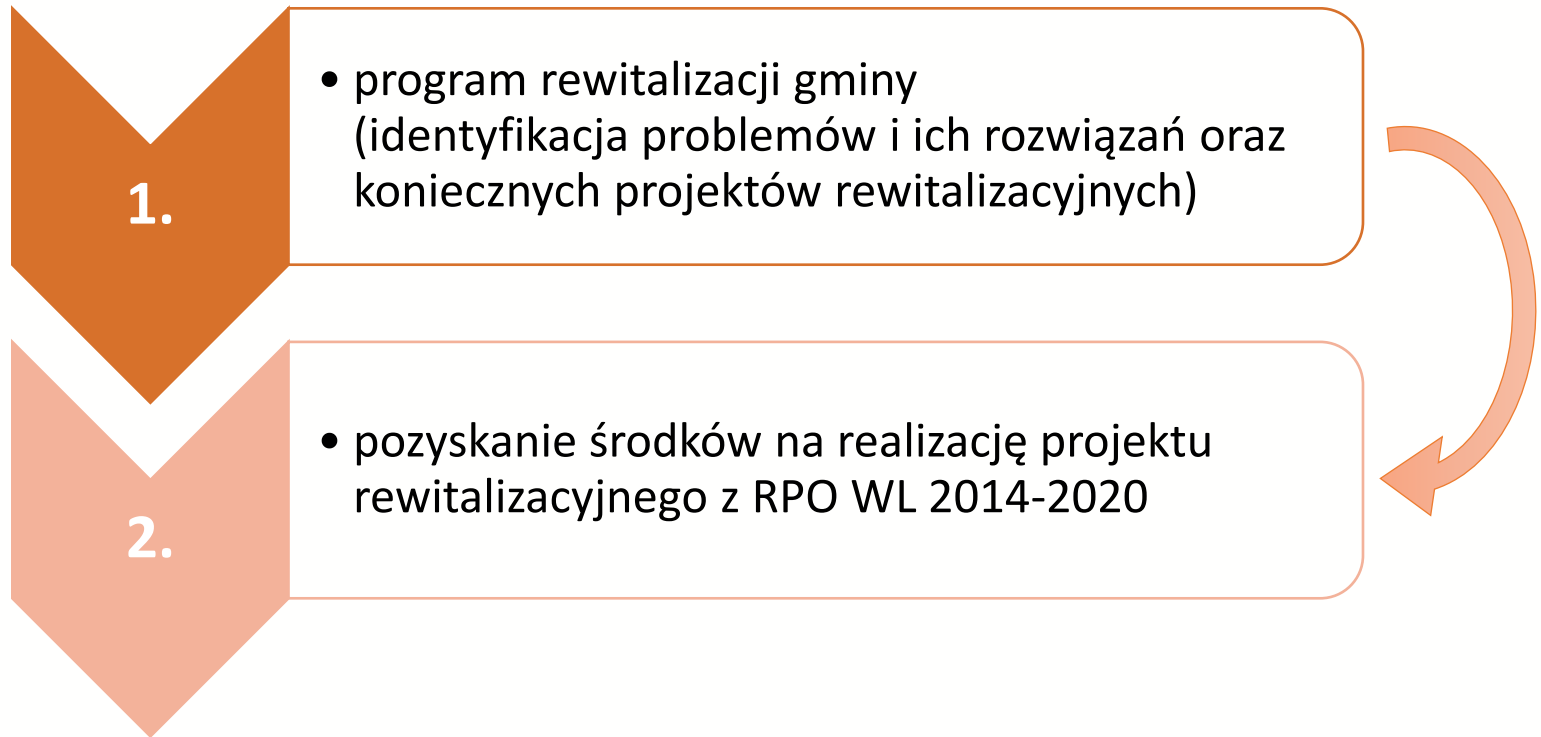 1.
• program rewitalizacji gminy
(identyfikacja problemów i ich rozwiązań oraz
koniecznych projektów rewitalizacyjnych)
2.
• pozyskanie środków na realizację projektu
rewitalizacyjnego z RPO WL 2014-2020